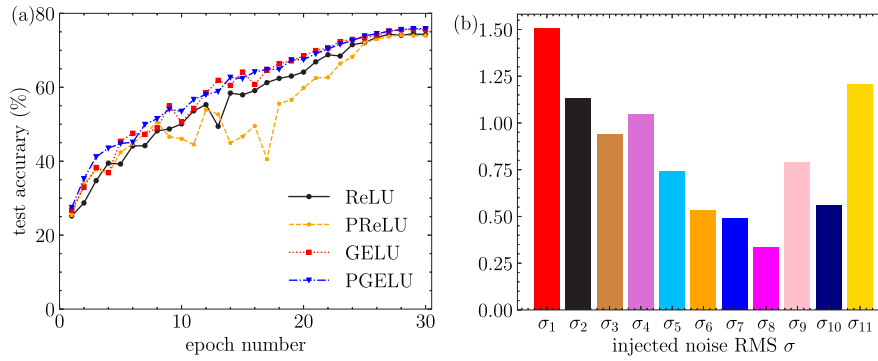 (a)
80
60
40
20
0
test accurary (%)
0 10 20 30
epoch number
ReLU
PReLU
GELU
PGELU
(b)
1.50
1.25
1.00
0.75
0.50
0.25
0.00
σ₁ σ₂ σ₃ σ₄ σ₅ σ₆ σ₇ σ₈ σ₉ σ₁₀ σ₁₁
injected noise RMS σ